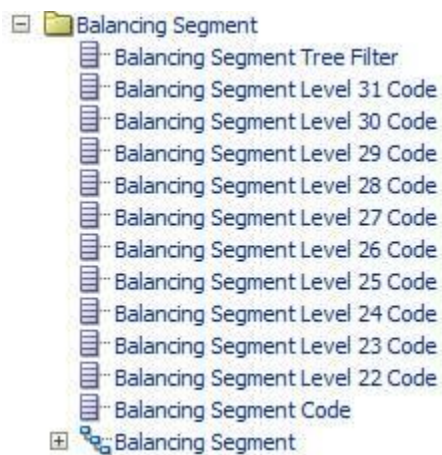 Balancing Segment
Balancing Segment Tree Filter
Balancing Segment Level 31 Code
Balancing Segment Level 30 Code
Balancing Segment Level 29 Code
Balancing Segment Level 28 Code
Balancing Segment Level 27 Code
Balancing Segment Level 26 Code
Balancing Segment Level 25 Code
Balancing Segment Level 24 Code
Balancing Segment Level 23 Code
Balancing Segment Level 22 Code
Balancing Segment Code
Balancing Segment